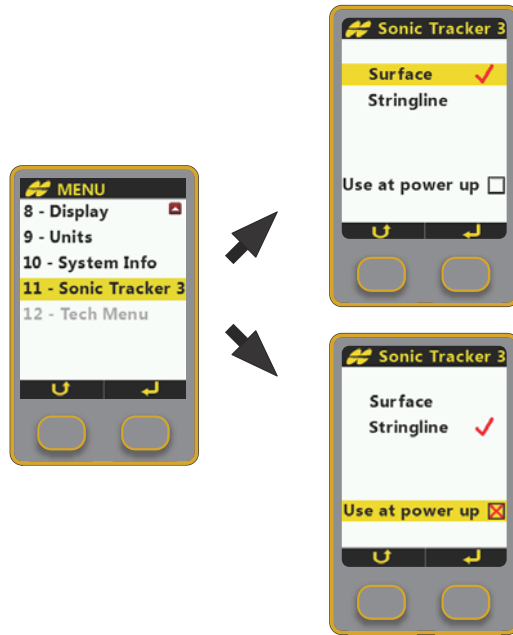 MENU
8 - Display
9 - Units
10 - System Info
11 - Sonic Tracker 3
12 - Tech Menu
Sonic Tracker 3
Surface
Stringline
Use at power up
Sonic Tracker 3
Surface
Stringline
Use at power up